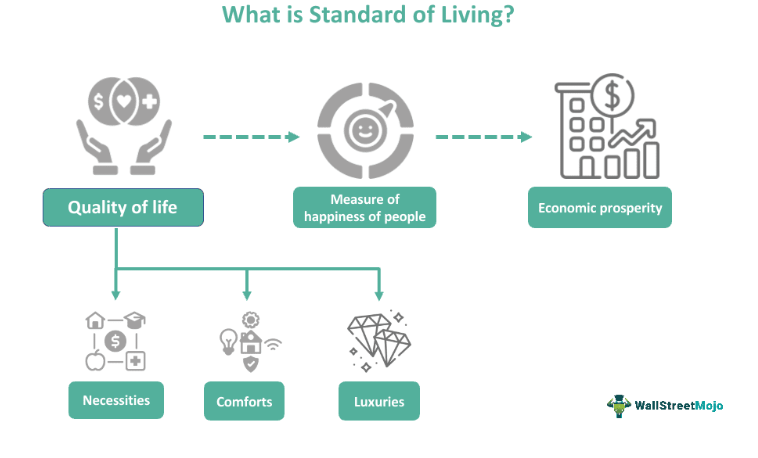 What is Standard of Living?
Quality of life
Measure of
happiness of people
Economic prosperity
Necessities
Comforts
Luxuries
WallStreetMojo